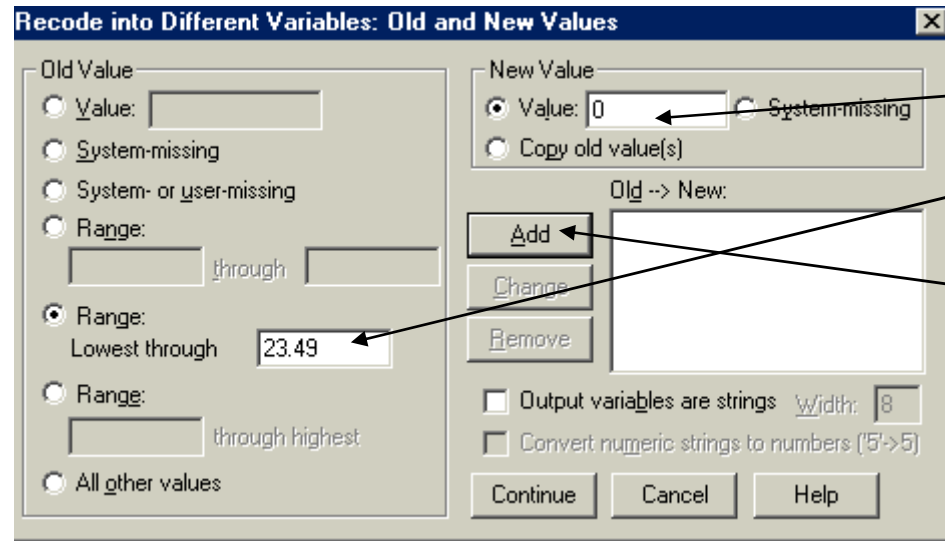 Recode into Different Variables: Old and New Values
Old Value
Value:
System-missing
System- or user-missing
Range:
through
Range:
Lowest through 23.49
Range:
through highest
All other values
New Value
Value: 0 System-missing
Copy old value(s)
Old --> New:
Add
Change
Remove
Output variables are strings Width: 8
Convert numeric strings to numbers ('5'->5)
Continue Cancel Help